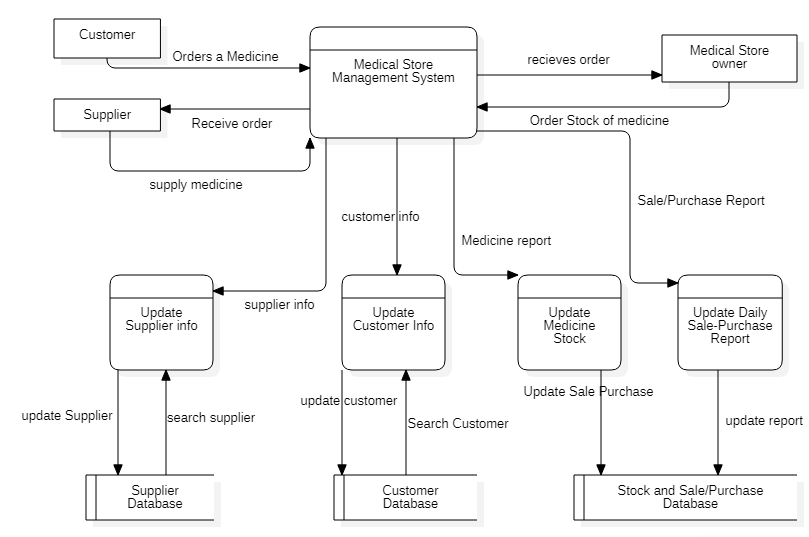 Customer
Orders a Medicine
Medical Store
Management System
recieves order
Medical Store
owner
Supplier
Receive order
Order Stock of medicine
supply medicine
customer info
Medicine report
Sale/Purchase Report
supplier info
Update
Supplier info
Update
Customer Info
Update
Medicine
Stock
Update Daily
Sale-Purchase
Report
update Supplier
search supplier
update customer
Search Customer
Update Sale Purchase
update report
Supplier
Database
Customer
Database
Stock and Sale/Purchase
Database